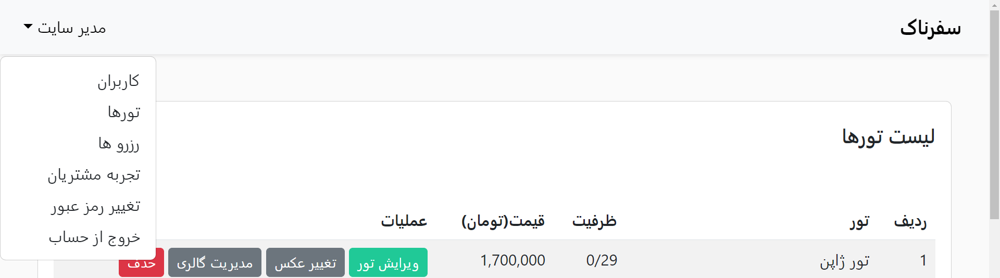 سفرناک
مدیر سایت
کاربران
تورها
رزرو ها
تجربه مشتریان
تغییر رمز عبور
خروج از حساب
لیست تورها
ردیف تور ظرفیت قیمت(تومان) عملیات
1 تور ژاپن 0/29 1,700,000 ویرایش تور تغییر عکس مدیریت گالری حذف